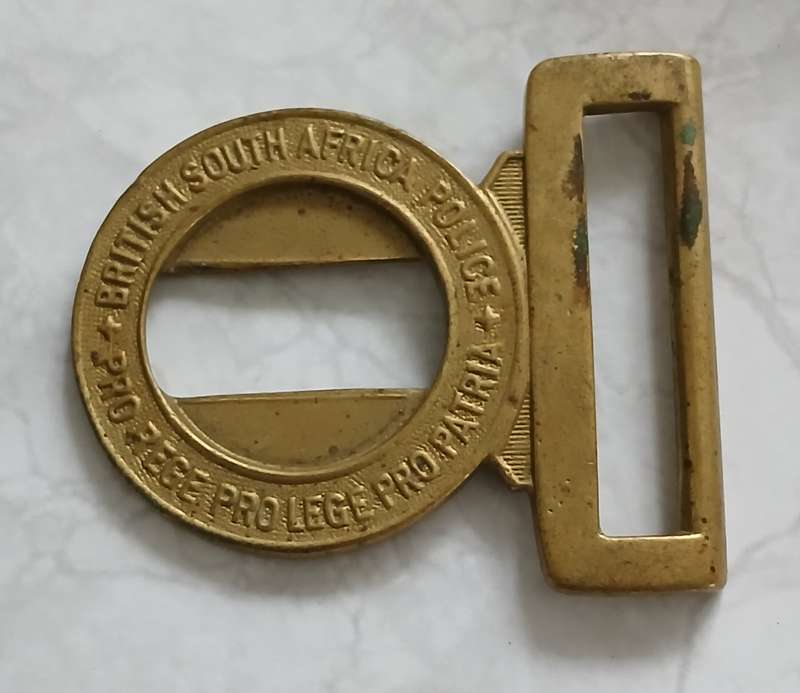 BRITISH SOUTH AFRICA POLICE
PRO REGE PRO LEGE PRO PATRIA